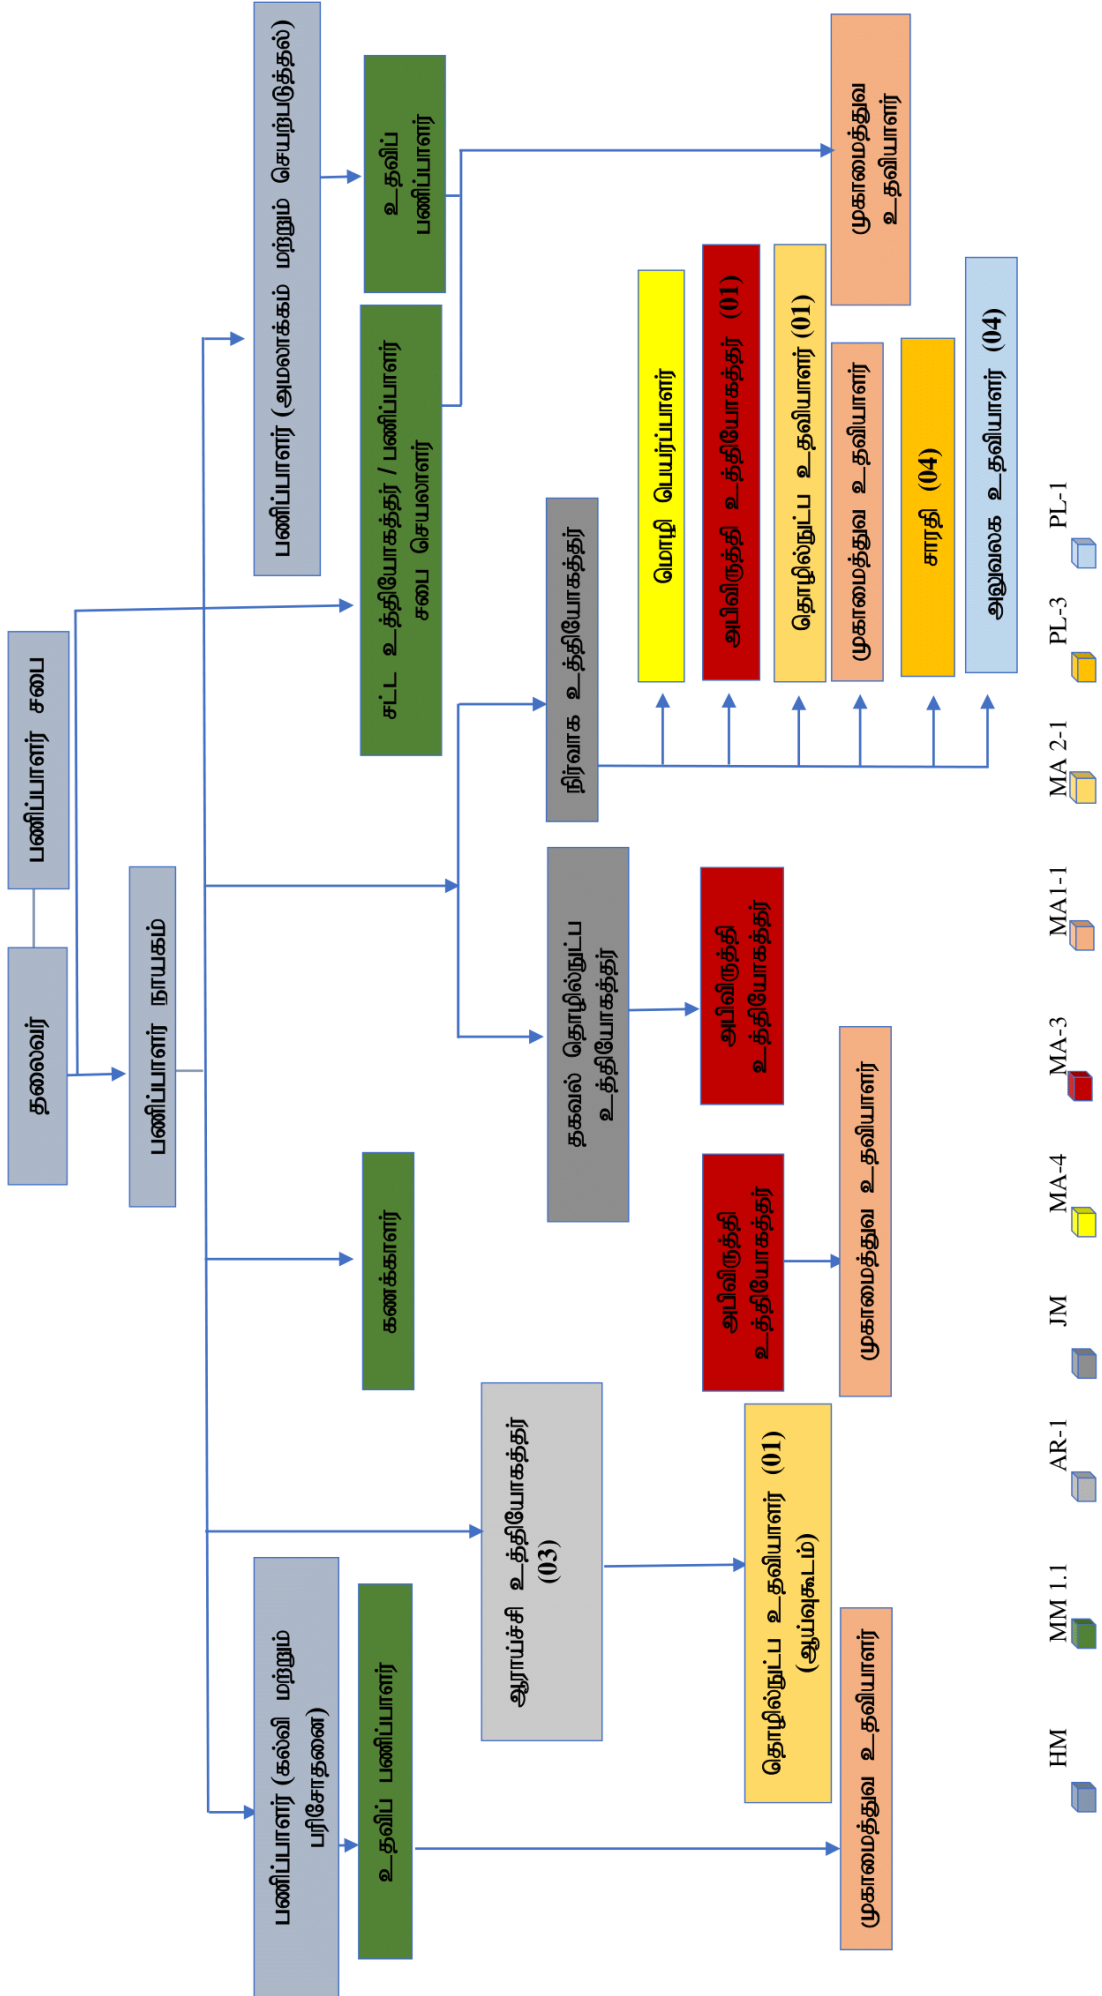 தலைவர்
பணிப்பாளர் சபை
பணிப்பாளர் நாயகம்
பணிப்பாளர் (கல்வி மற்றும்
பரிசோதனை)
பணிப்பாளர் (அமலாக்கம் மற்றும் செயற்படுத்தல்)
உதவிப் பணிப்பாளர்
கணக்காளர்
சட்ட உத்தியோகத்தர் / பணிப்பாளர்
சபை செயலாளர்
உதவிப்
பணிப்பாளர்
ஆராய்ச்சி உத்தியோகத்தர்
(03)
தகவல் தொழில்நுட்ப
உத்தியோகத்தர்
நிர்வாக உத்தியோகத்தர்
மொழி பெயர்ப்பாளர்
அபிவிருத்தி
உத்தியோகத்தர்
அபிவிருத்தி
உத்தியோகத்தர்
அபிவிருத்தி உத்தியோகத்தர் (01)
தொழில்நுட்ப உதவியாளர் (01)
(ஆய்வுகூடம்)
தொழில்நுட்ப உதவியாளர் (01)
முகாமைத்துவ உதவியாளர்
முகாமைத்துவ உதவியாளர்
முகாமைத்துவ உதவியாளர்
முகாமைத்துவ
உதவியாளர்
சாரதி (04)
அலுவலக உதவியாளர் (04)
HM
MM 1.1
AR-1
JM
MA-4
MA-3
MA1-1
MA 2-1
PL-3
PL-1